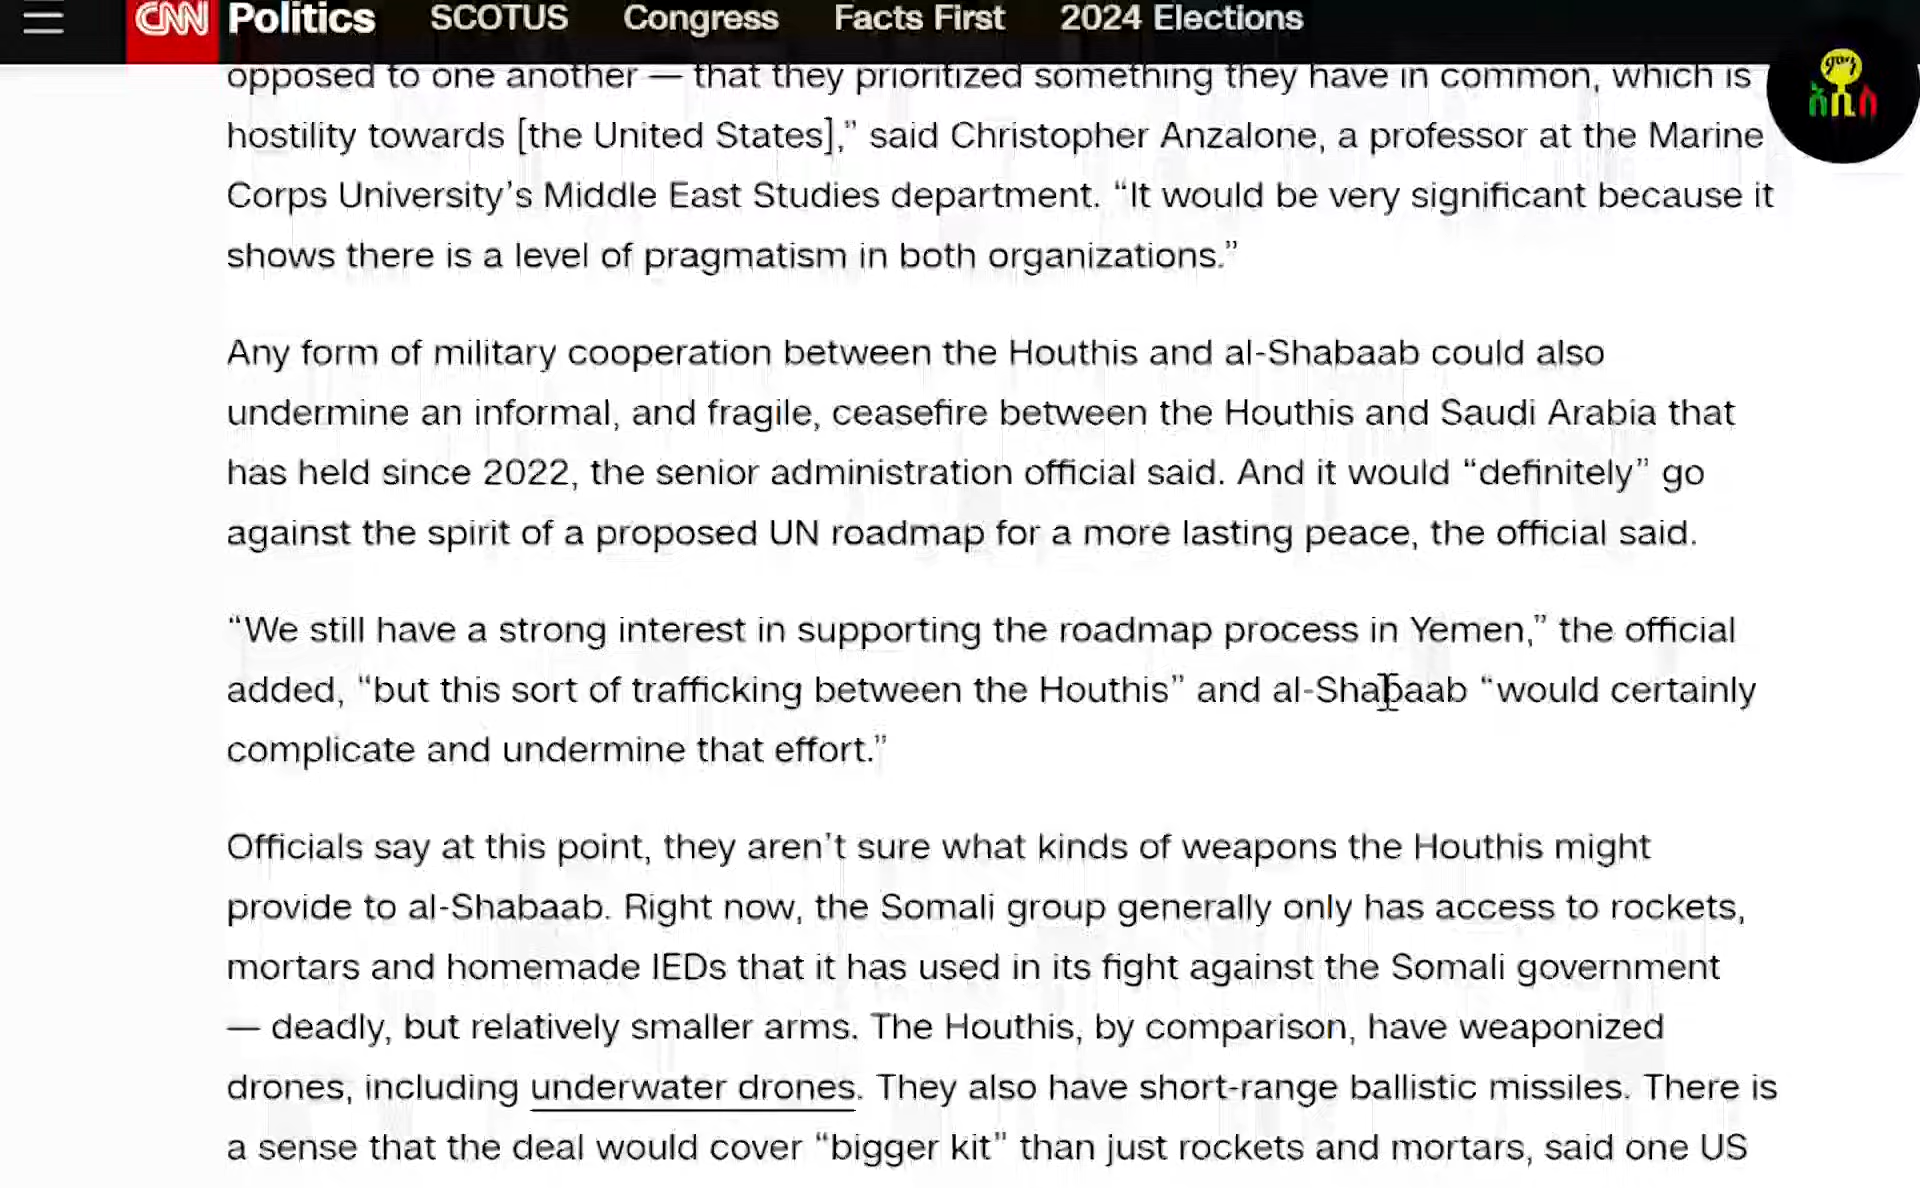 CNN Politics SCOTUS Congress Facts First 2024 Elections
opposed to one another — that they prioritized something they have in common, which is
hostility towards [the United States],” said Christopher Anzalone, a professor at the Marine
Corps University’s Middle East Studies department. “It would be very significant because it
shows there is a level of pragmatism in both organizations.”
Any form of military cooperation between the Houthis and al-Shabaab could also
undermine an informal, and fragile, ceasefire between the Houthis and Saudi Arabia that
has held since 2022, the senior administration official said. And it would “definitely” go
against the spirit of a proposed UN roadmap for a more lasting peace, the official said.
“We still have a strong interest in supporting the roadmap process in Yemen,” the official
added, “but this sort of trafficking between the Houthis” and al-Shabaab “would certainly
complicate and undermine that effort.”
Officials say at this point, they aren’t sure what kinds of weapons the Houthis might
provide to al-Shabaab. Right now, the Somali group generally only has access to rockets,
mortars and homemade IEDs that it has used in its fight against the Somali government
— deadly, but relatively smaller arms. The Houthis, by comparison, have weaponized
drones, including underwater drones. They also have short-range ballistic missiles. There is
a sense that the deal would cover “bigger kit” than just rockets and mortars, said one US